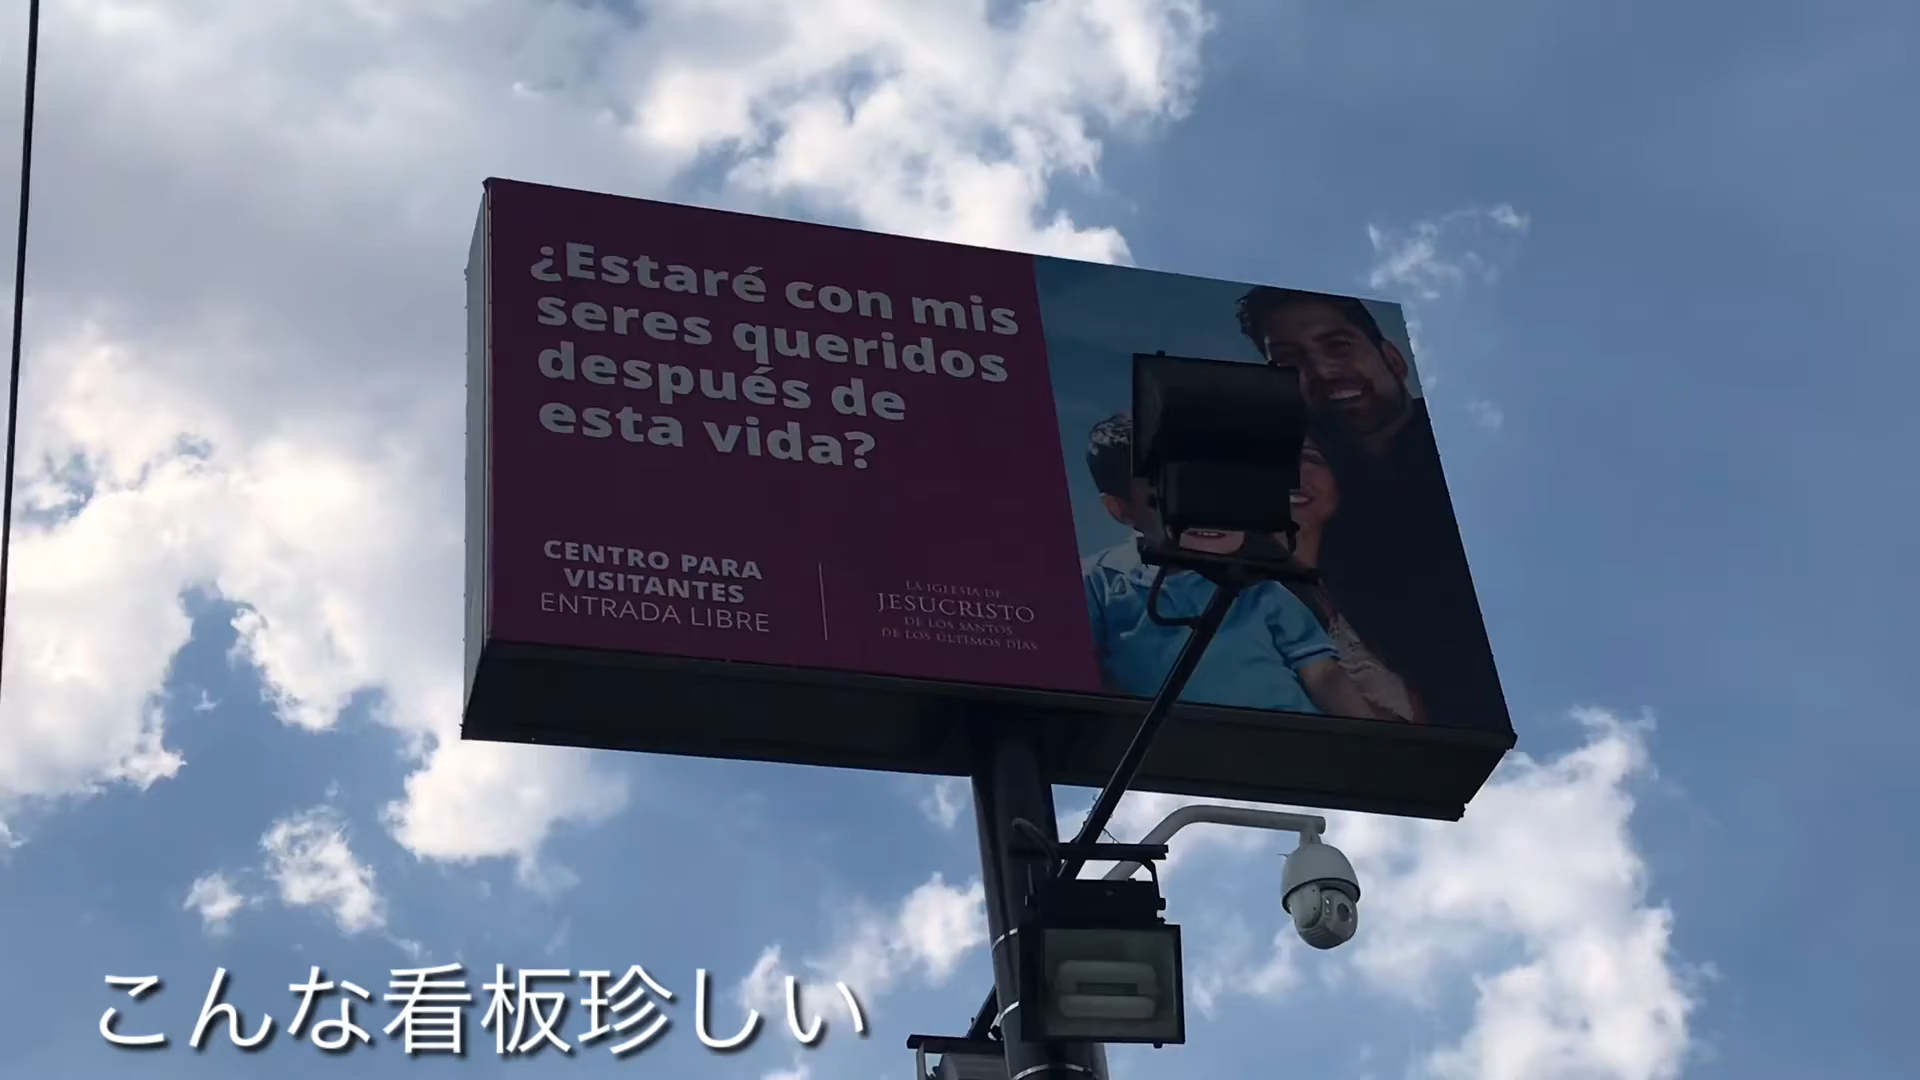 ¿Estaré con mis
seres queridos
después de
esta vida?
CENTRO PARA
VISITANTES
ENTRADA LIBRE
LA IGLESIA DE
JESUCRISTO
DE LOS SANTOS
DE LOS ÚLTIMOS DÍAS
こんな看板珍しい